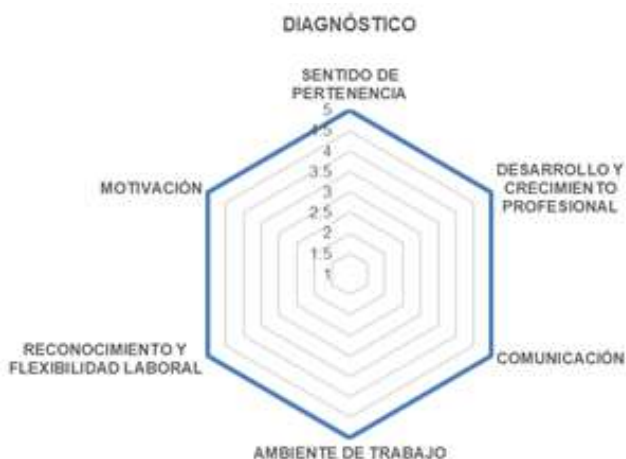 DIAGNÓSTICO
SENTIDO DE
PERTENENCIA
5
4.5
4
3.5
3
2.5
2
1.5
1
DESARROLLO Y
CRECIMIENTO
PROFESIONAL
MOTIVACIÓN
RECONOCIMIENTO Y
FLEXIBILIDAD LABORAL
COMUNICACIÓN
AMBIENTE DE TRABAJO